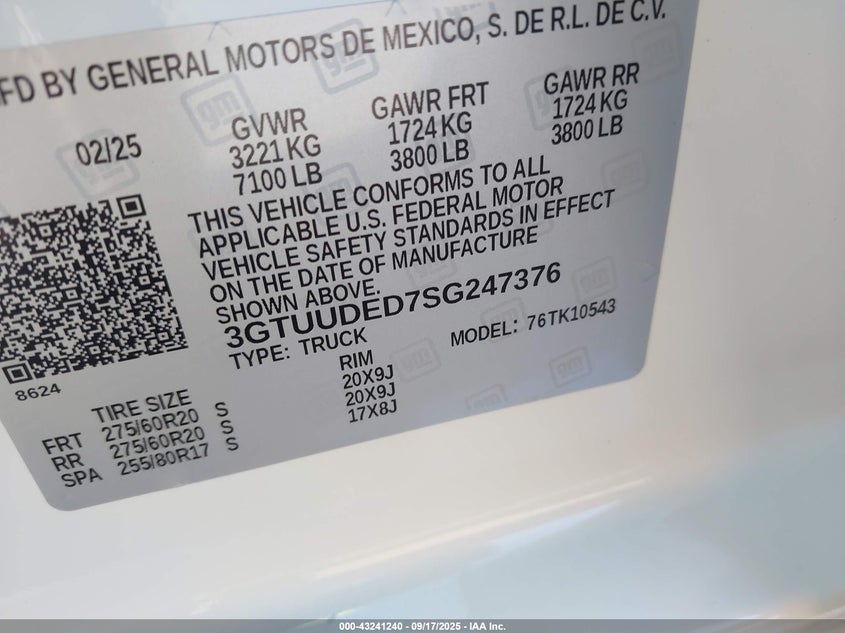 FD BY GENERAL MOTORS DE MEXICO, S. DE R.L. DE C.V.
02/25 GVWR GAWR FRT GAWR RR
3221 KG 1724 KG 1724 KG
7100 LB 3800 LB 3800 LB
THIS VEHICLE CONFORMS TO ALL
APPLICABLE U.S. FEDERAL MOTOR
VEHICLE SAFETY STANDARDS IN EFFECT
ON THE DATE OF MANUFACTURE
SHOWN ABOVE.
3GTUUDED7SG247376
TYPE: TRUCK MODEL: 76TK10543
8624
TIRE SIZE RIM
FRT 275/60R20 S 20X9J
RR 275/60R20 S 20X9J
SPA 255/80R17 S 17X8J
000-43241240 - 09/17/2025 - IAA Inc.